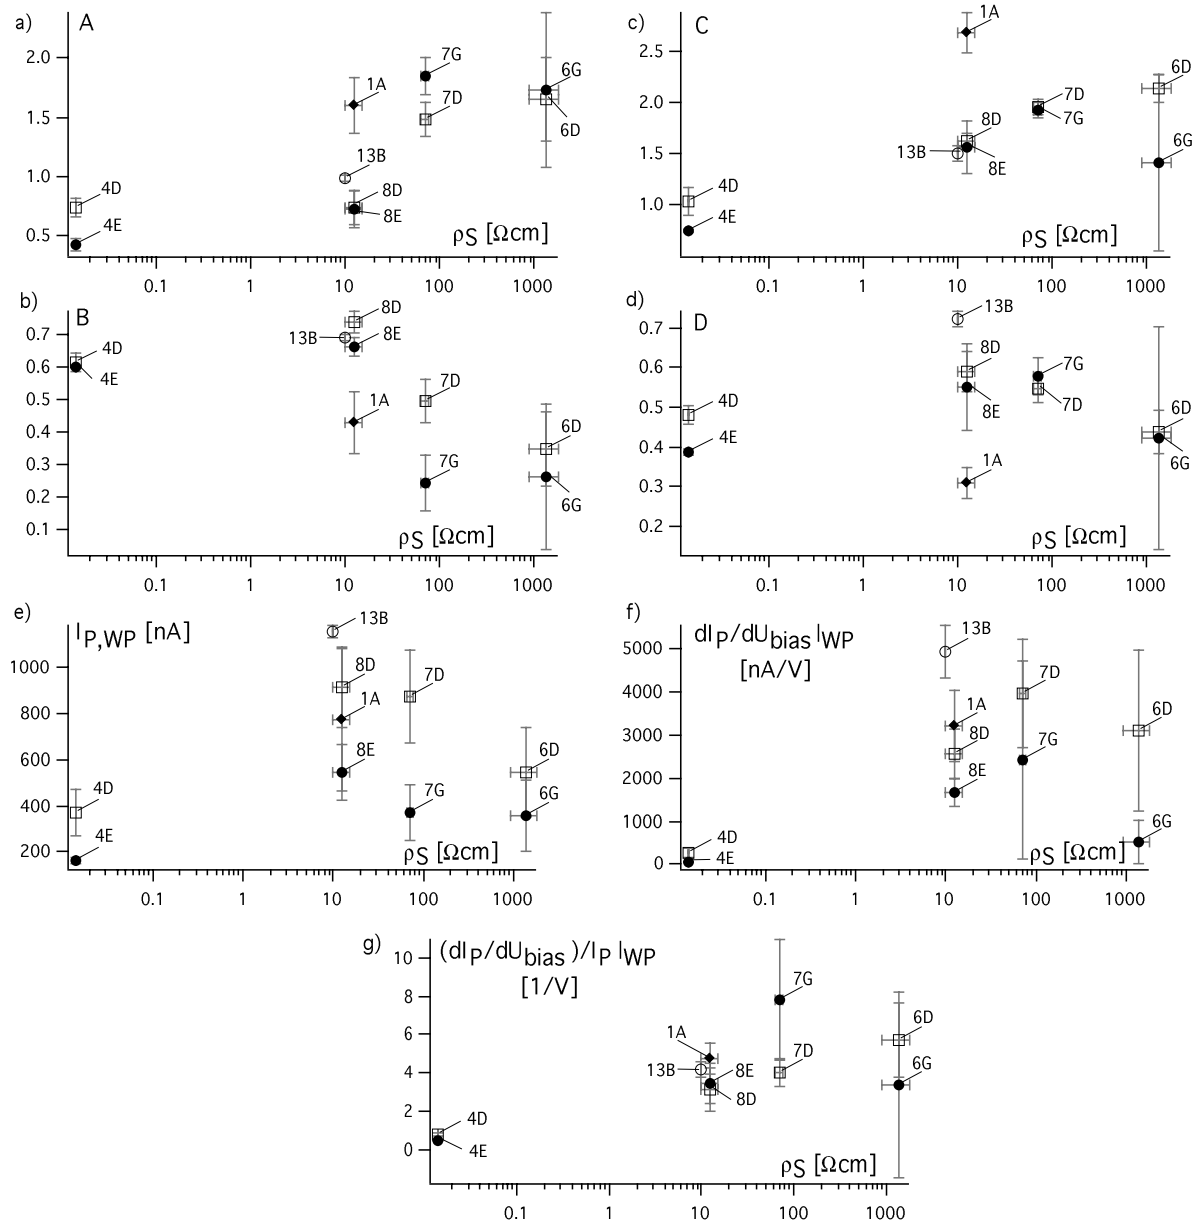 a) A
2.0
1.5
1.0
0.5
7G
1A
7D
6G
6D
13B
4D
8D
8E
4E
ρS [Ωcm]
0.1 1 10 100 1000
c) C
2.5
2.0
1.5
1.0
1A
6D
7D
7G
8D
13B
8E
6G
4D
4E
ρS [Ωcm]
0.1 1 10 100 1000
b) B
0.7
0.6
0.5
0.4
0.3
0.2
0.1
8D
13B
8E
4D
4E
7D
1A
6D
7G
6G
ρS [Ωcm]
0.1 1 10 100 1000
d) D
0.7
0.6
0.5
0.4
0.3
0.2
13B
8D
7G
4D
7D
8E
6D
4E
1A
6G
ρS [Ωcm]
0.1 1 10 100 1000
e) IP,WP [nA]
1000
800
600
400
200
13B
8D
7D
1A
8E
6D
4D
7G
6G
4E
ρS [Ωcm]
0.1 1 10 100 1000
f) dIP/dUbias |WP
[nA/V]
5000
4000
3000
2000
1000
0
13B
7D
1A
6D
8D
7G
8E
6G
4D
4E
ρS [Ωcm]
0.1 1 10 100 1000
g) (dIP/dUbias )/IP |WP
[1/V]
10
8
6
4
2
0
7G
6D
1A
7D
13B
8E
6G
8D
4D
4E
ρS [Ωcm]
0.1 1 10 100 1000